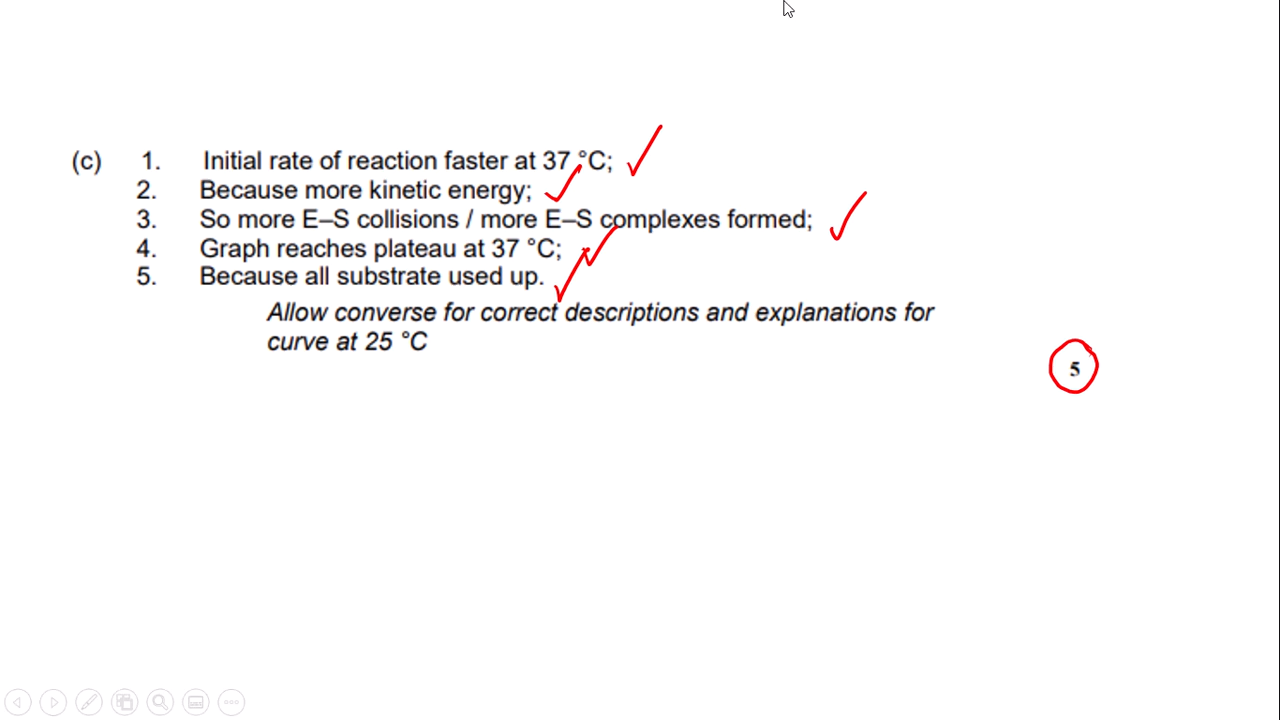 (c) 1. Initial rate of reaction faster at 37 °C;
2. Because more kinetic energy;
3. So more E–S collisions / more E–S complexes formed;
4. Graph reaches plateau at 37 °C;
5. Because all substrate used up.
Allow converse for correct descriptions and explanations for
curve at 25 °C
5